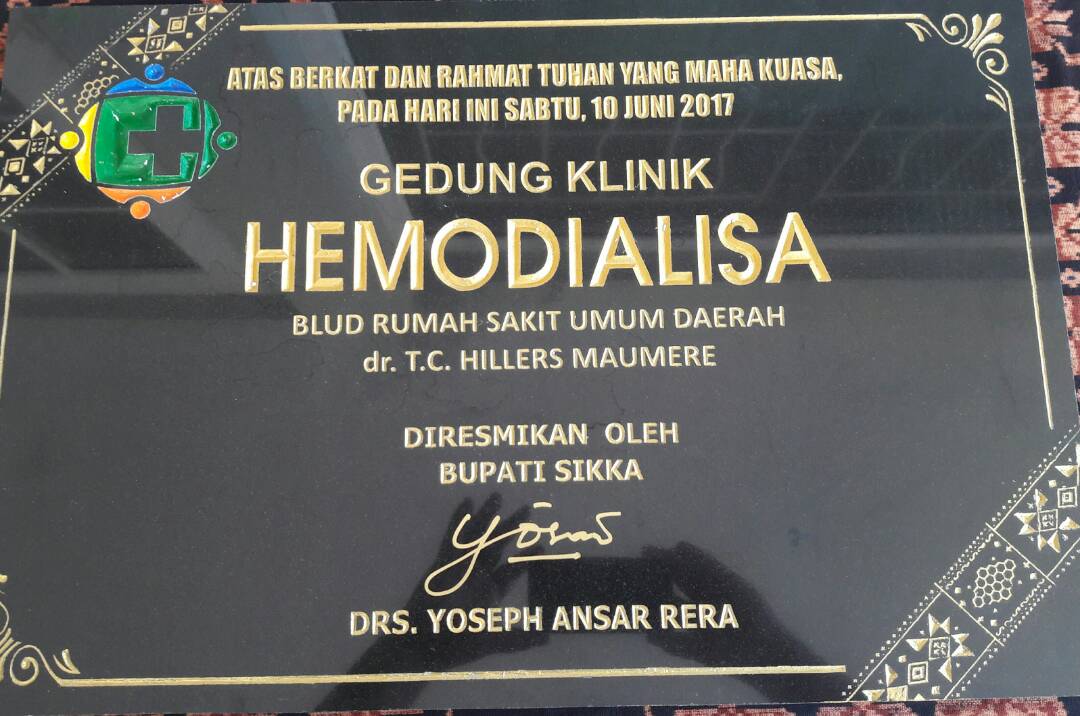 ATAS BERKAT DAN RAHMAT TUHAN YANG MAHA KUASA,
PADA HARI INI SABTU, 10 JUNI 2017
GEDUNG KLINIK
HEMODIALISA
BLUD RUMAH SAKIT UMUM DAERAH
dr. T.C. HILLERS MAUMERE
DIRESMIKAN OLEH
BUPATI SIKKA
DRS. YOSEPH ANSAR RERA